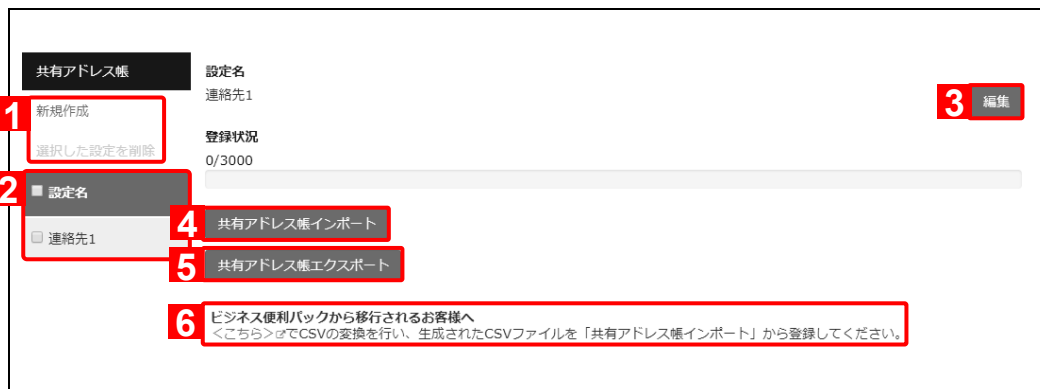 共有アドレス帳
1
新規作成
選択した設定を削除
2
設定名
連絡先1
設定名
連絡先1
3
編集
登録状況
0/3000
4
共有アドレス帳インポート
5
共有アドレス帳エクスポート
6
ビジネス便利パックから移行されるお客様へ
＜こちら＞でCSVの変換を行い、生成されたCSVファイルを「共有アドレス帳インポート」から登録してください。